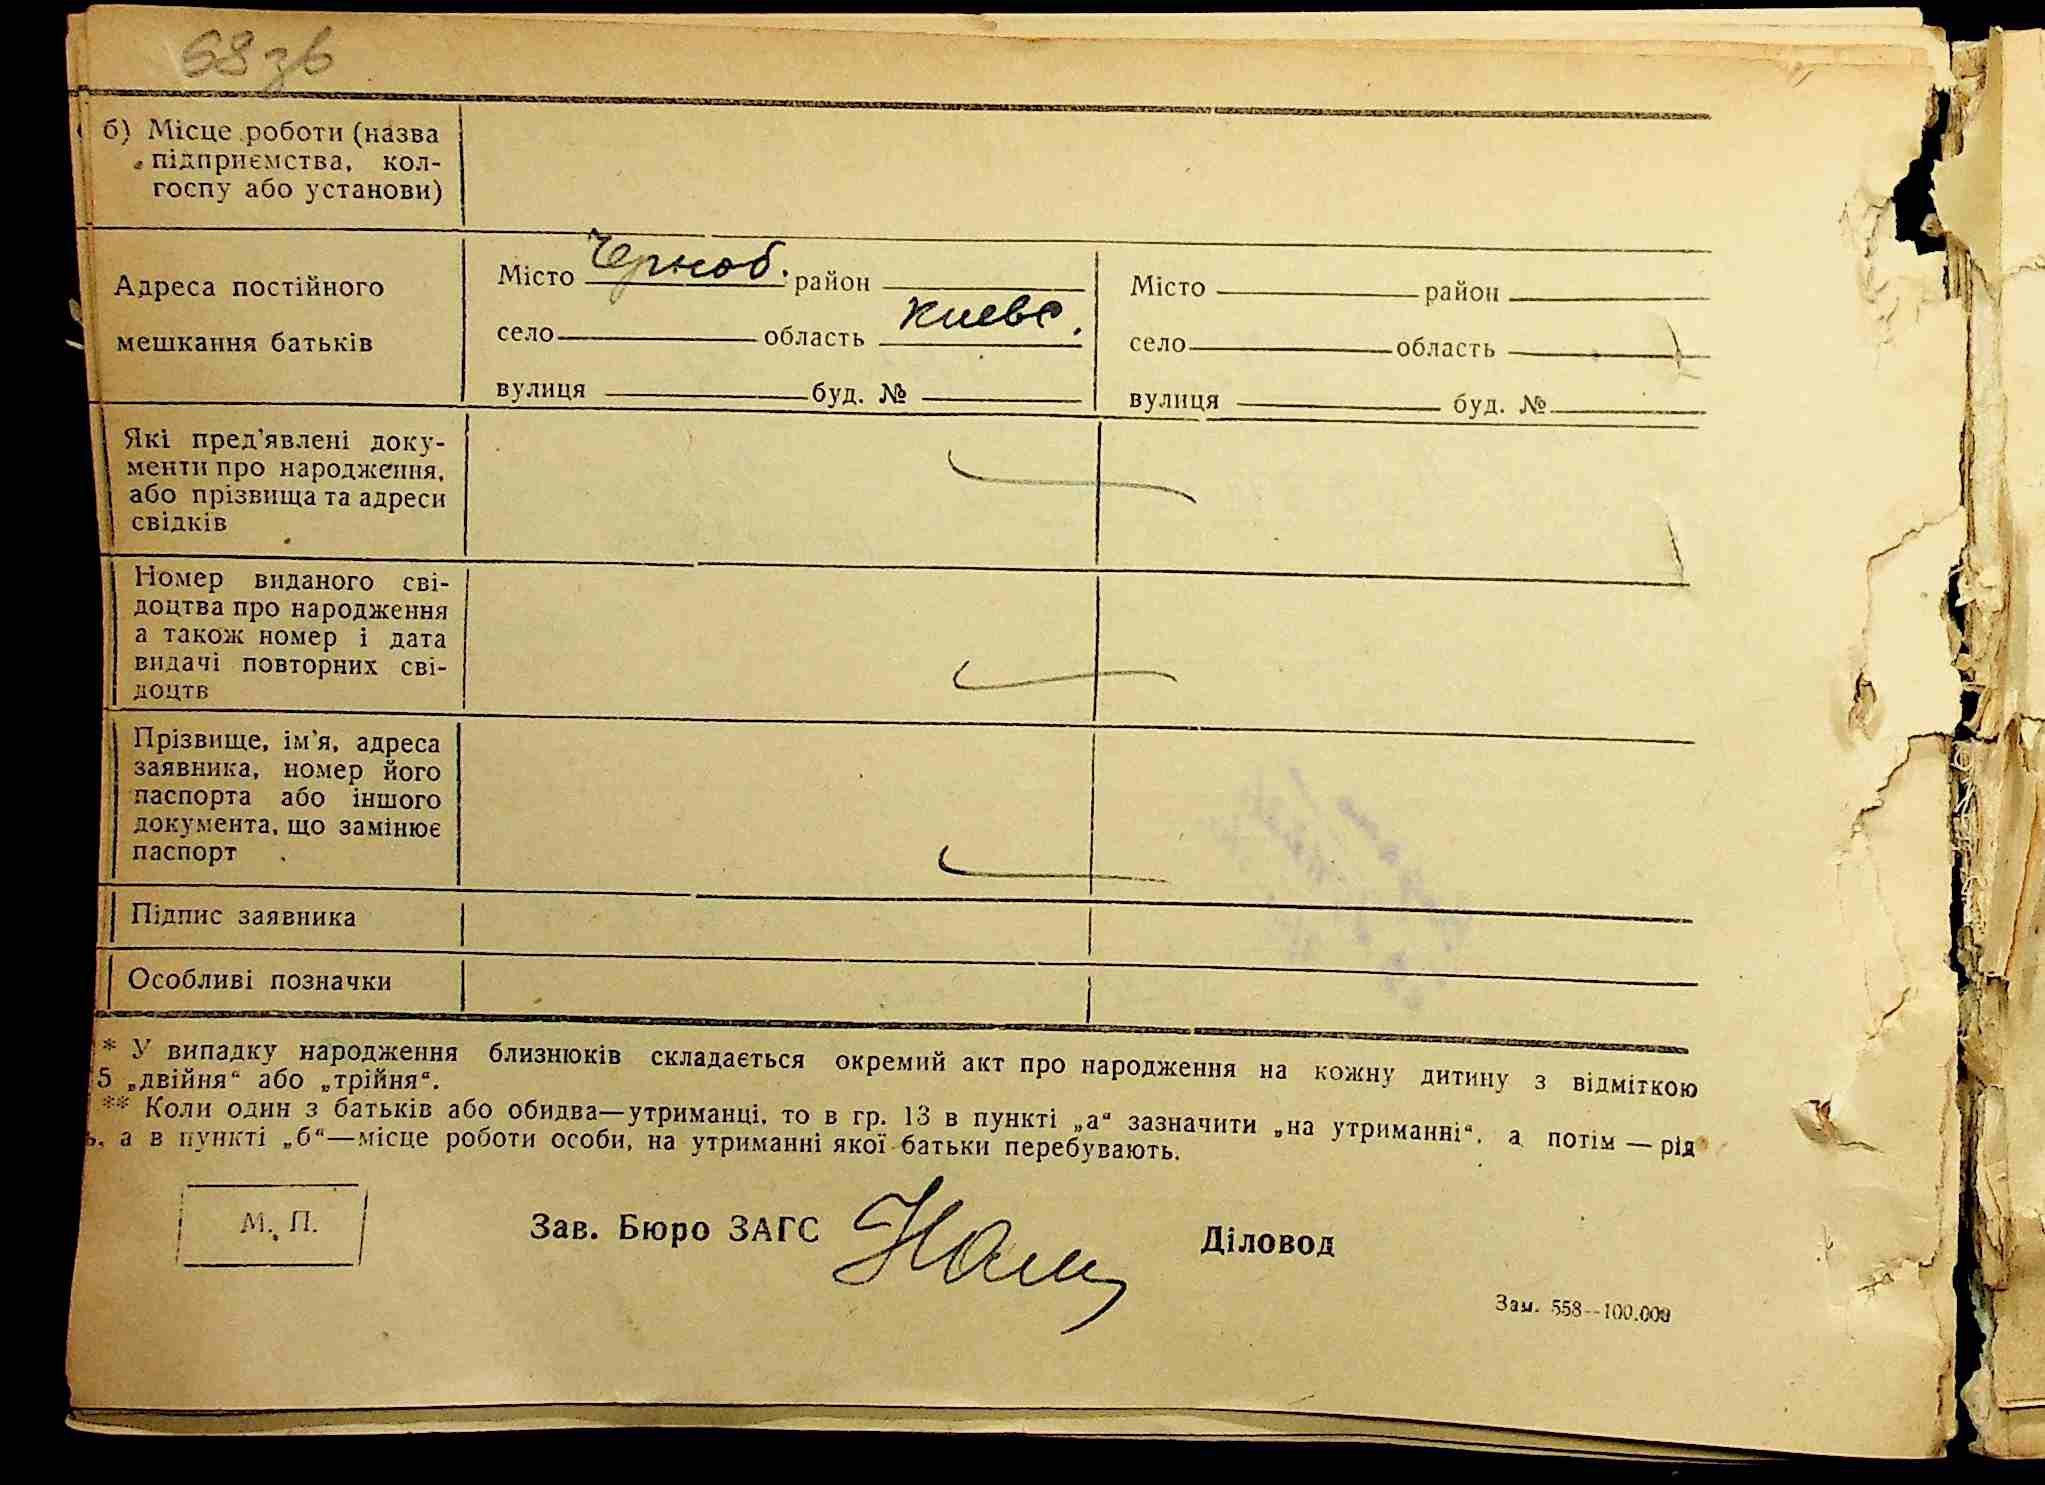 68 зв
б) Місце роботи (назва
підприємства, кол-
госпу або установи)
Адреса постійного
мешкання батьків
Місто Черноб. район
село область Киевс.
вулиця буд. №
Місто район
село область
вулиця буд. №
Які пред’явлені доку-
менти про народження,
або прізвища та адреси
свідків
Номер виданого сві-
доцтва про народження
а також номер і дата
видачі повторних сві-
доцтв
Прізвище, ім’я, адреса
заявника, номер його
паспорта або іншого
документа, що замінює
паспорт
Підпис заявника
Особливі позначки
* У випадку народження близнюків складається окремий акт про народження на кожну дитину з відміткою
5 „двійня“ або „трійня“.
** Коли один з батьків або обидва—утриманці, то в гр. 13 в пункті „а“ зазначити „на утриманні“, а потім — рід
ь, а в пункті „б“—місце роботи особи, на утриманні якої батьки перебувають.
М. П.
Зав. Бюро ЗАГС
Діловод
Зам. 558--100.000